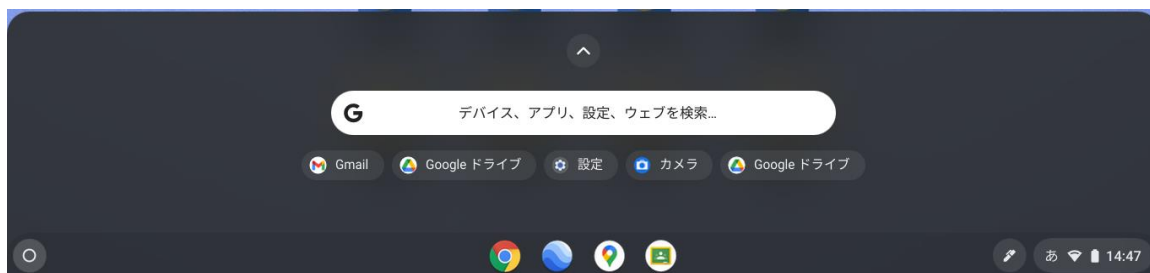 デバイス、アプリ、設定、ウェブを検索...
Gmail Google ドライブ 設定 カメラ Google ドライブ
あ 14:47